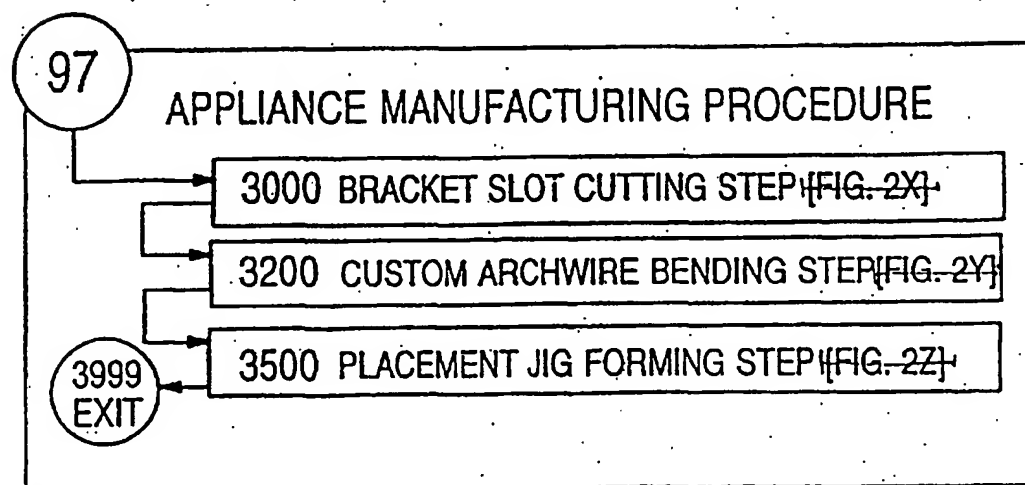 97
APPLIANCE MANUFACTURING PROCEDURE
3000 BRACKET SLOT CUTTING STEP [FIG. 2X]
3200 CUSTOM ARCHWIRE BENDING STEP [FIG. 2Y]
3500 PLACEMENT JIG FORMING STEP [FIG. 2Z]
3999
EXIT